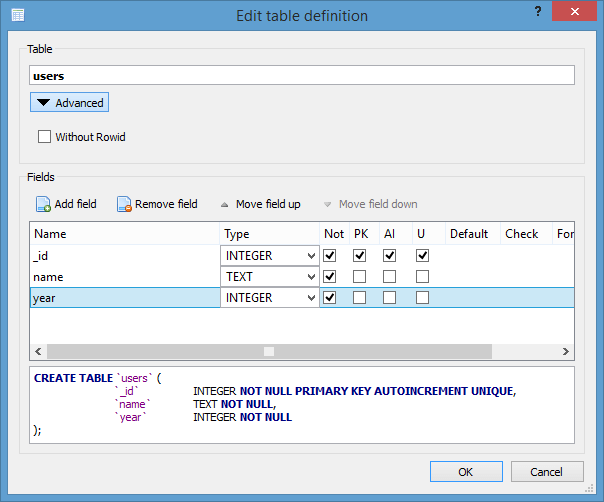 Edit table definition
?
Table
users
Advanced
Without Rowid
Fields
Add field Remove field Move field up Move field down
Name Type Not PK AI U Default Check For
_id INTEGER
name TEXT
year INTEGER
CREATE TABLE `users` (
`_id` INTEGER NOT NULL PRIMARY KEY AUTOINCREMENT UNIQUE,
`name` TEXT NOT NULL,
`year` INTEGER NOT NULL
);
OK Cancel